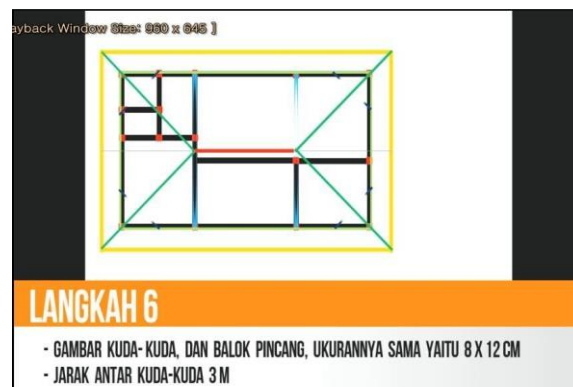 ayback Window Size: 960 x 645 ]
LANGKAH 6
- GAMBAR KUDA-KUDA, DAN BALOK PINCANG, UKURANNYA SAMA YAITU 8 X 12 CM
- JARAK ANTAR KUDA-KUDA 3 M